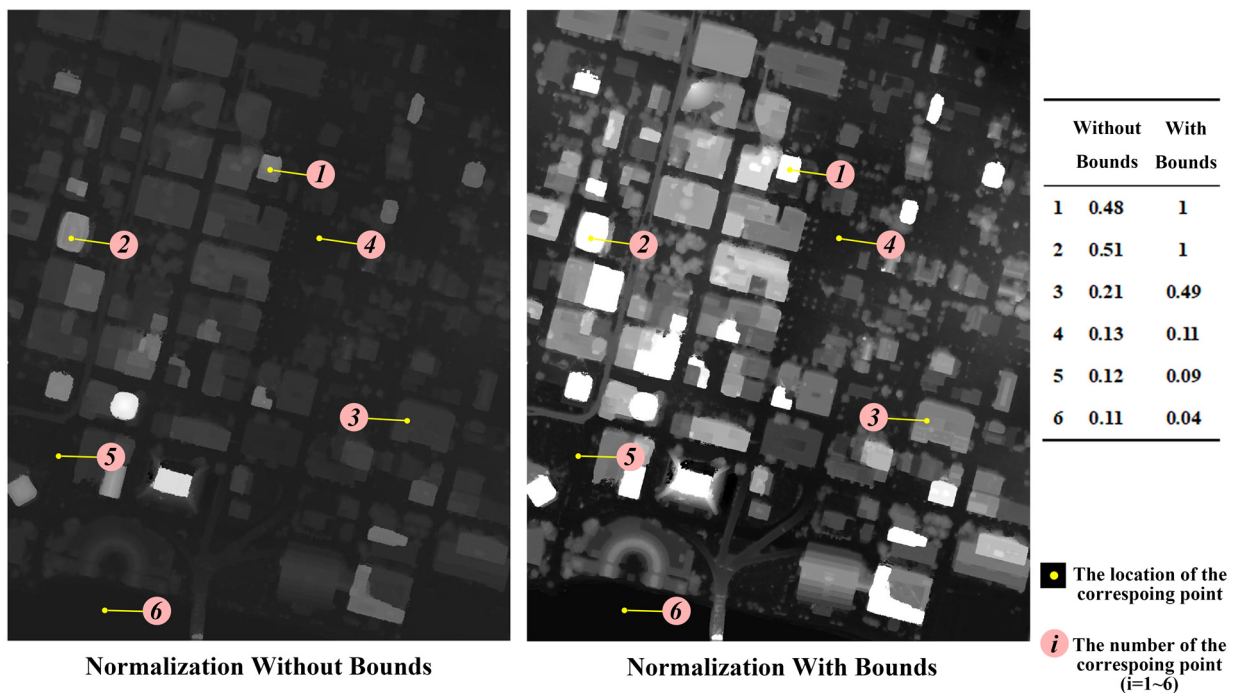 1
2
4
3
5
6
Normalization Without Bounds
1
2
4
3
5
6
Normalization With Bounds
Without With
Bounds Bounds
1 0.48 1
2 0.51 1
3 0.21 0.49
4 0.13 0.11
5 0.12 0.09
6 0.11 0.04
The location of the
correspoing point
i The number of the
correspoing point
(i=1~6)